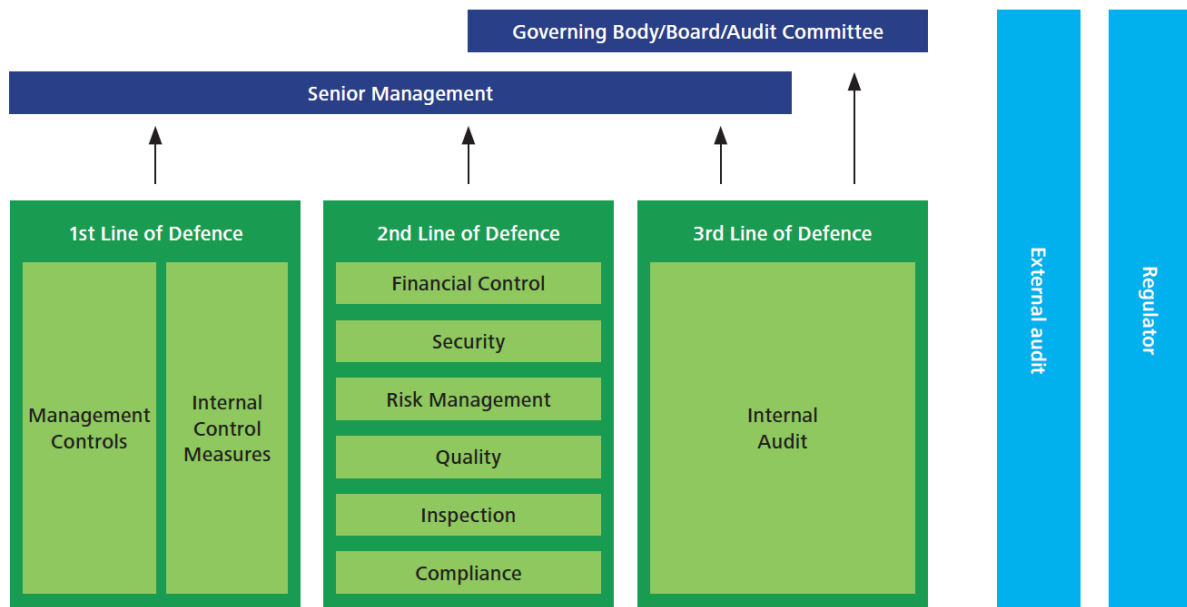 Governing Body/Board/Audit Committee
Senior Management
1st Line of Defence
Management
Controls
Internal
Control
Measures
2nd Line of Defence
Financial Control
Security
Risk Management
Quality
Inspection
Compliance
3rd Line of Defence
Internal
Audit
External audit
Regulator